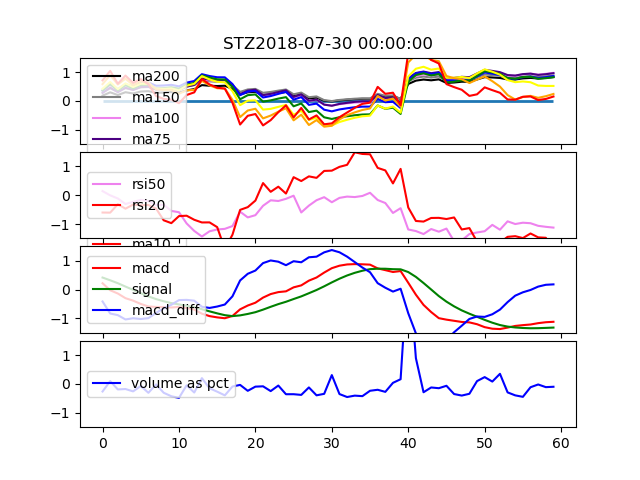 STZ2018-07-30 00:00:00
1
0
−1
ma200
ma150
ma100
ma75
1
0
−1
rsi50
rsi20
ma10
1
0
−1
macd
signal
macd_diff
1
0
−1
volume as pct
0 10 20 30 40 50 60